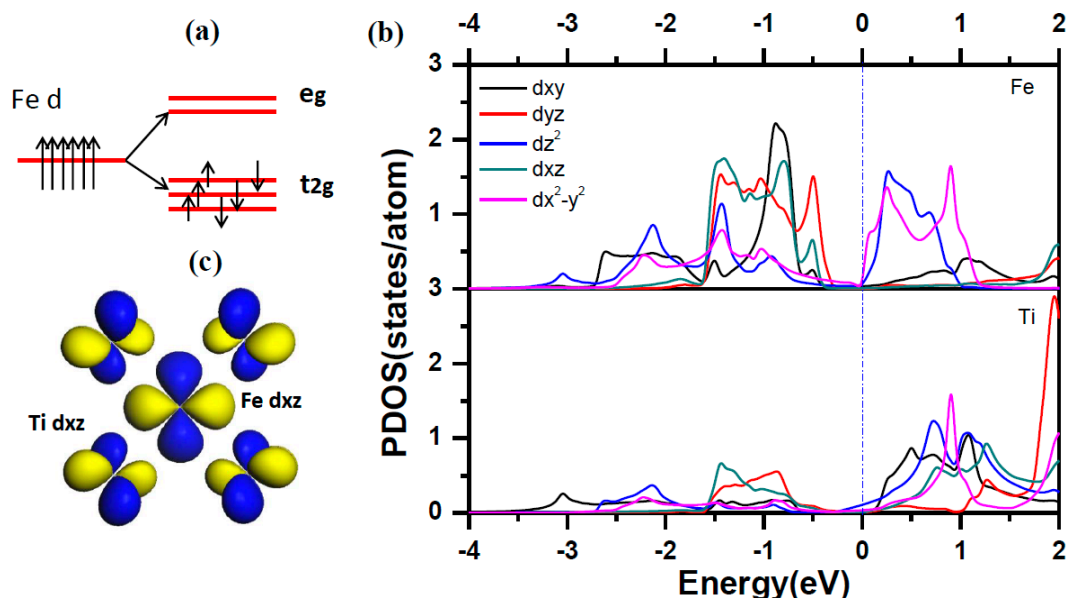 (a)
Fe d
eg
t2g
(c)
Ti dxz
Fe dxz
(b)
-4 -3 -2 -1 0 1 2
3
2
1
3
2
1
0
dxy
dyz
dz²
dxz
dx²-y²
Fe
Ti
PDOS(states/atom)
-4 -3 -2 -1 0 1 2
Energy(eV)